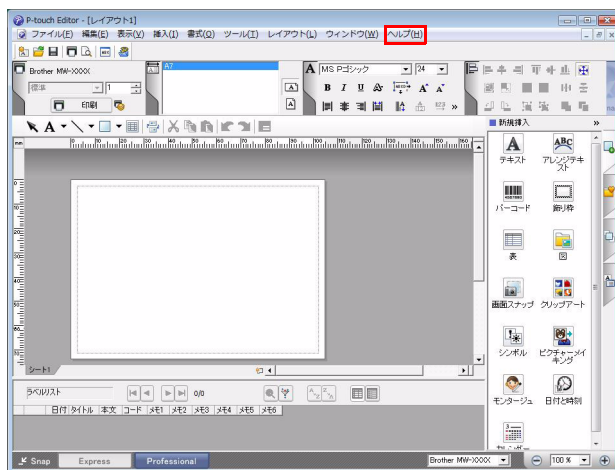 P-touch Editor - [レイアウト1]
ファイル(F) 編集(E) 表示(V) 挿入(I) 書式(O) ツール(T) レイアウト(L) ウィンドウ(W) ヘルプ(H)
Brother MW-XXXX
標準
1
印刷
A7
A MS Pゴシック 24
B I U
A A
mm
新規挿入
テキスト
アレンジテキスト
バーコード
飾り枠
表
図
画面スナップ
クリップアート
シンボル
ピクチャーメイキング
モンタージュ
日付と時刻
シート1
ラベルリスト
0/0
日付 タイトル 本文 コード メモ1 メモ2 メモ3 メモ4 メモ5 メモ6
Snap Express Professional
Brother MW-XXXX
100 %